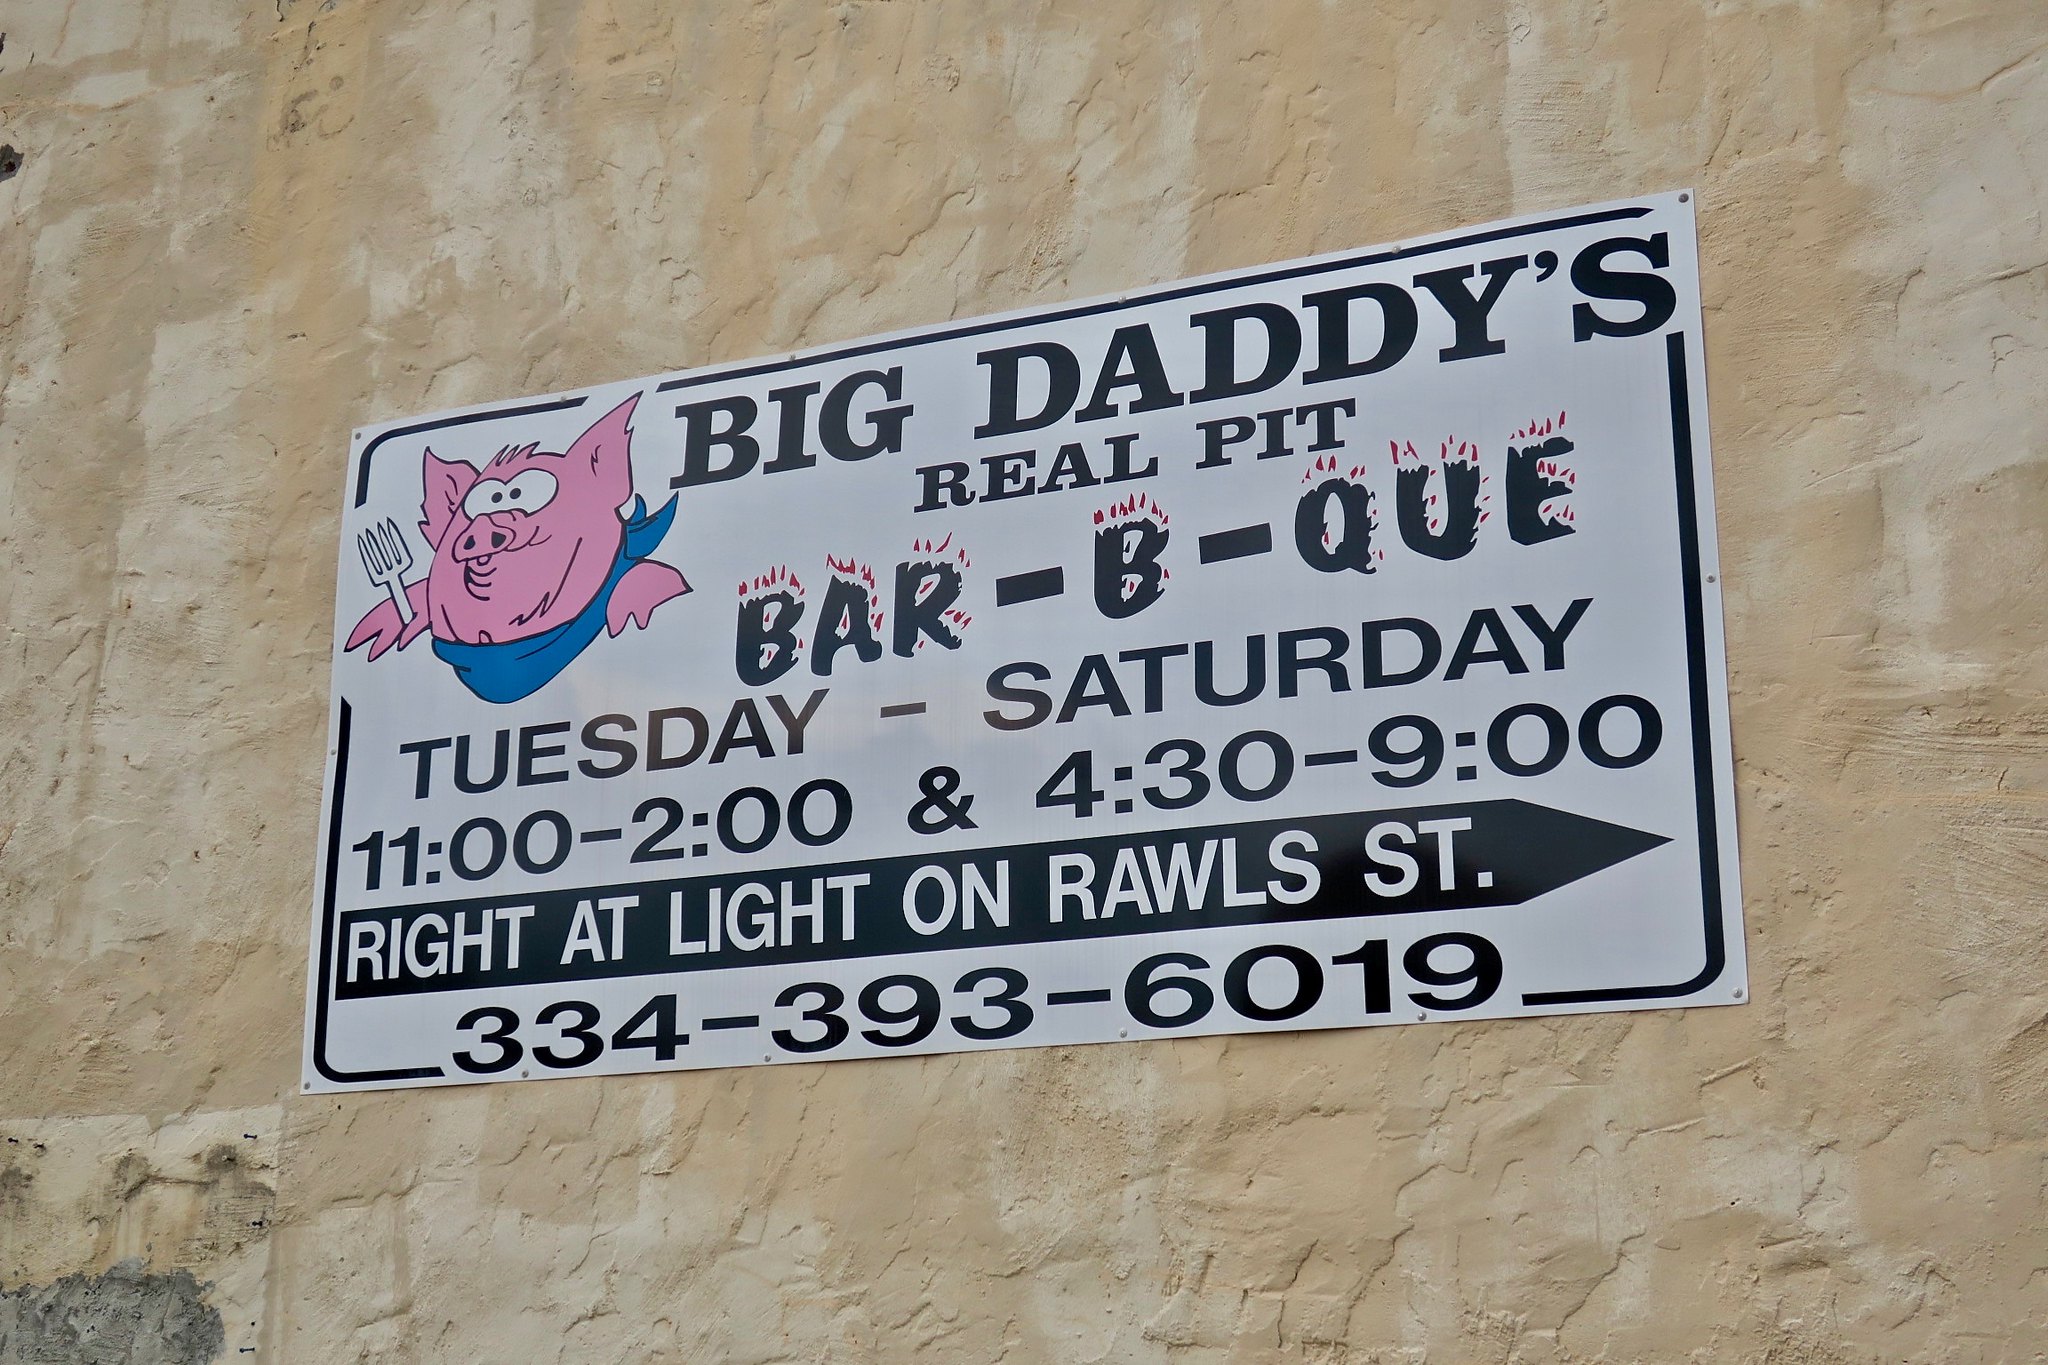 BIG DADDY'S
REAL PIT
BAR-B-QUE
TUESDAY - SATURDAY
11:00-2:00 & 4:30-9:00
RIGHT AT LIGHT ON RAWLS ST.
334-393-6019